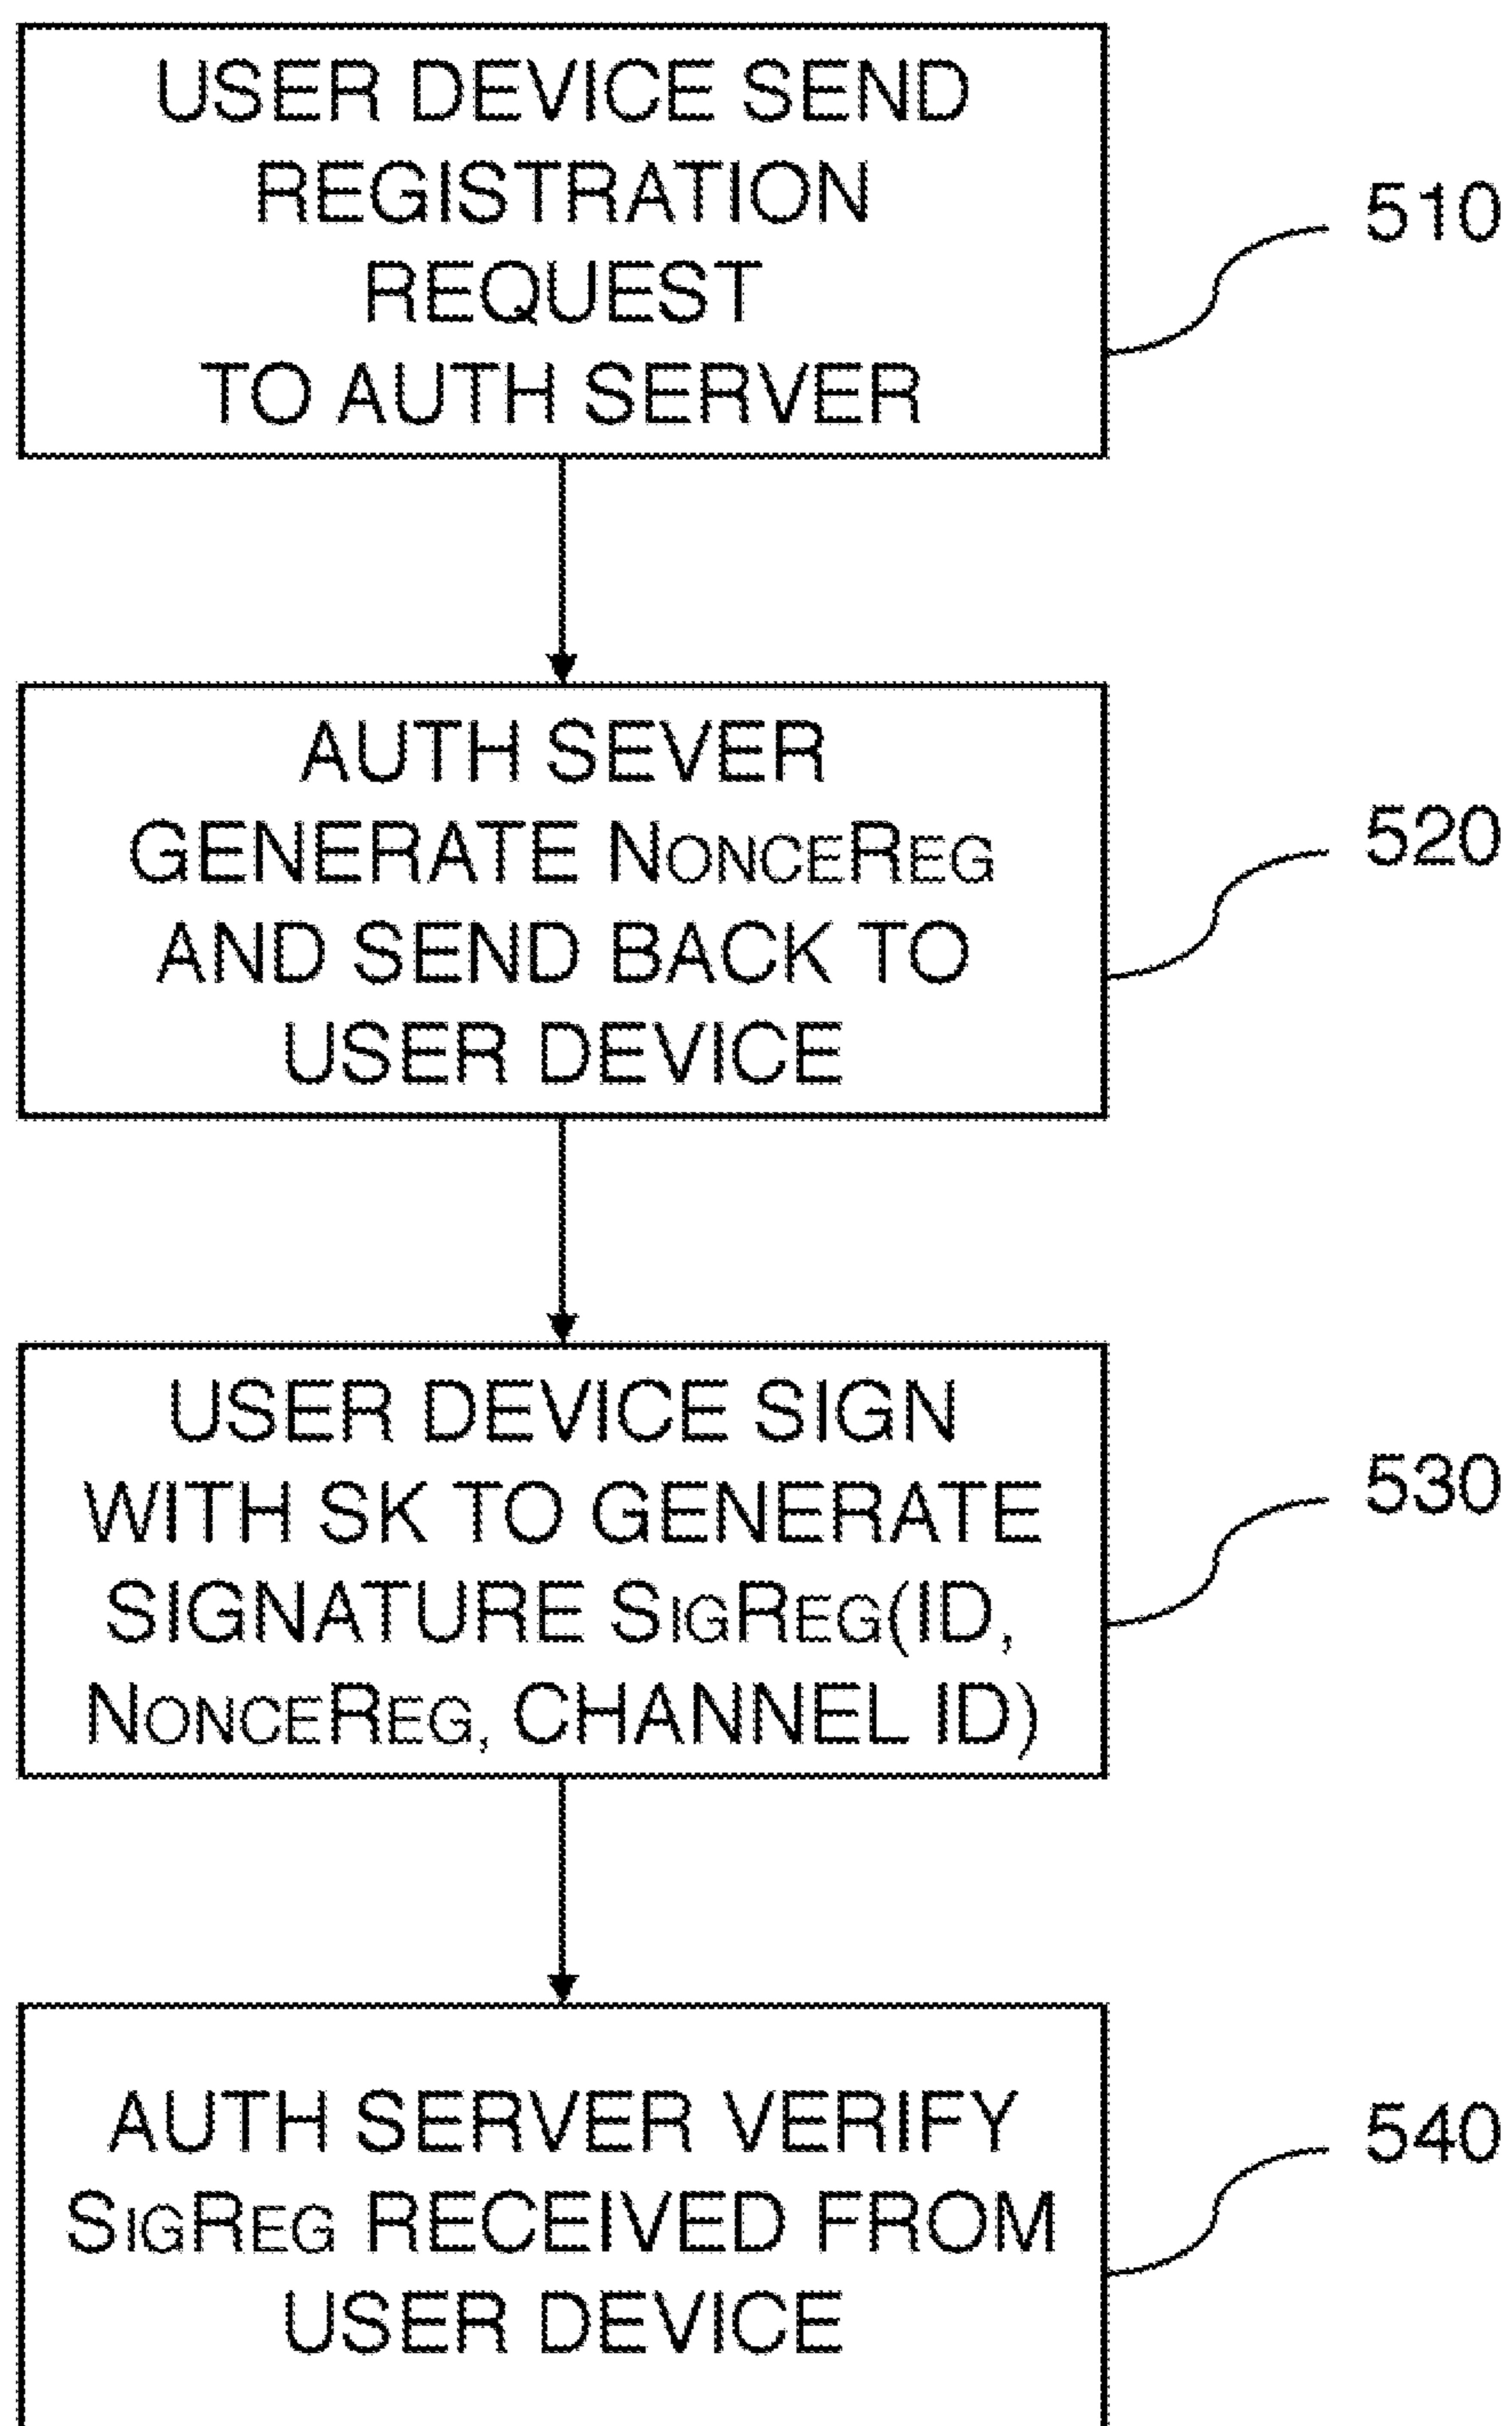 USER DEVICE SEND
REGISTRATION
REQUEST
TO AUTH SERVER
510
AUTH SEVER
GENERATE NONCEREG
AND SEND BACK TO
USER DEVICE
520
USER DEVICE SIGN
WITH SK TO GENERATE
SIGNATURE SIGREG(ID,
NONCEREG, CHANNEL ID)
530
AUTH SERVER VERIFY
SIGREG RECEIVED FROM
USER DEVICE
540